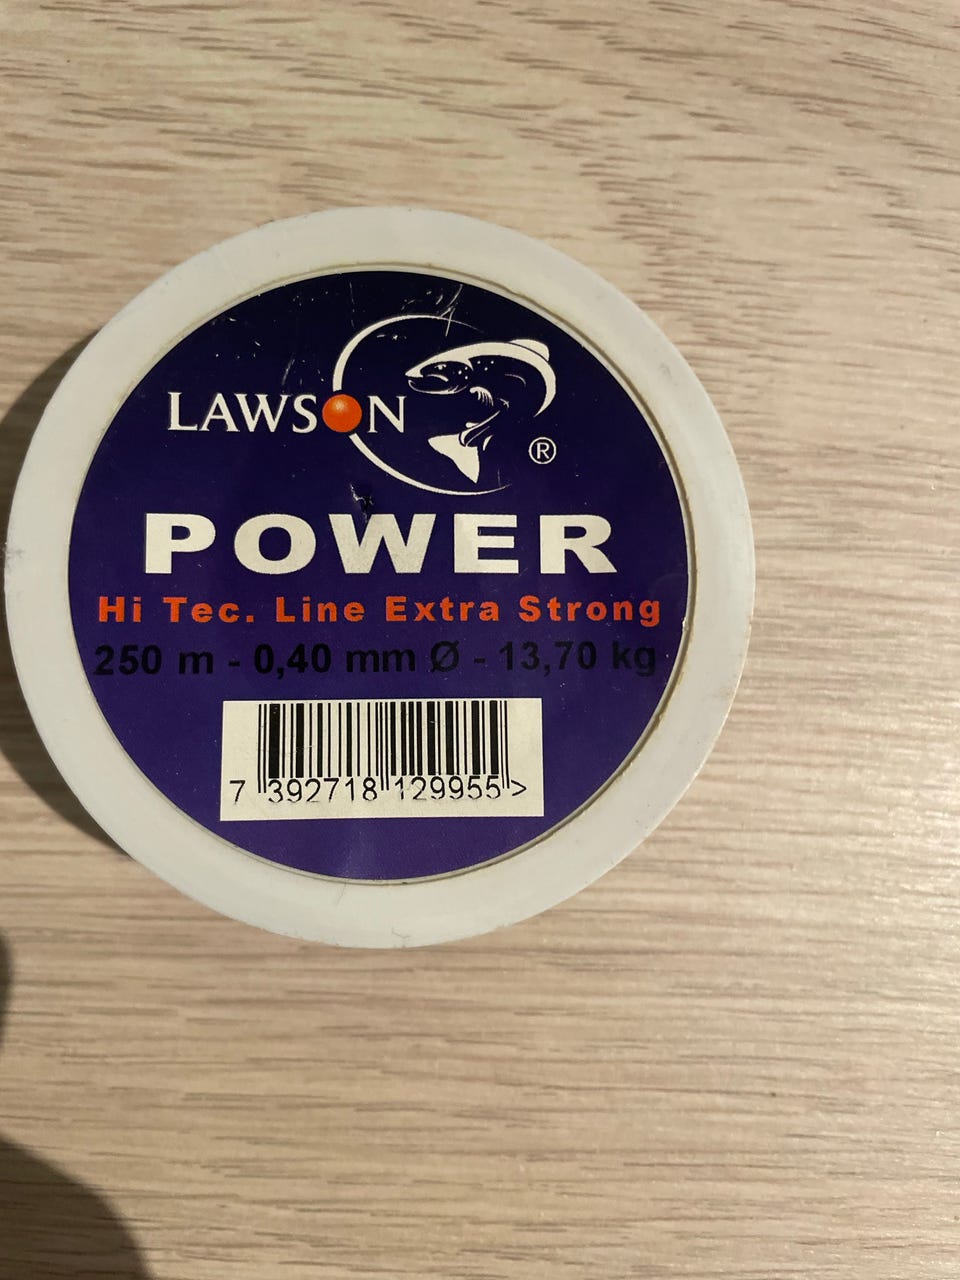 LAWSON
®
POWER
Hi Tec. Line Extra Strong
250 m - 0,40 mm Ø - 13,70 kg
7 392718 129955 >